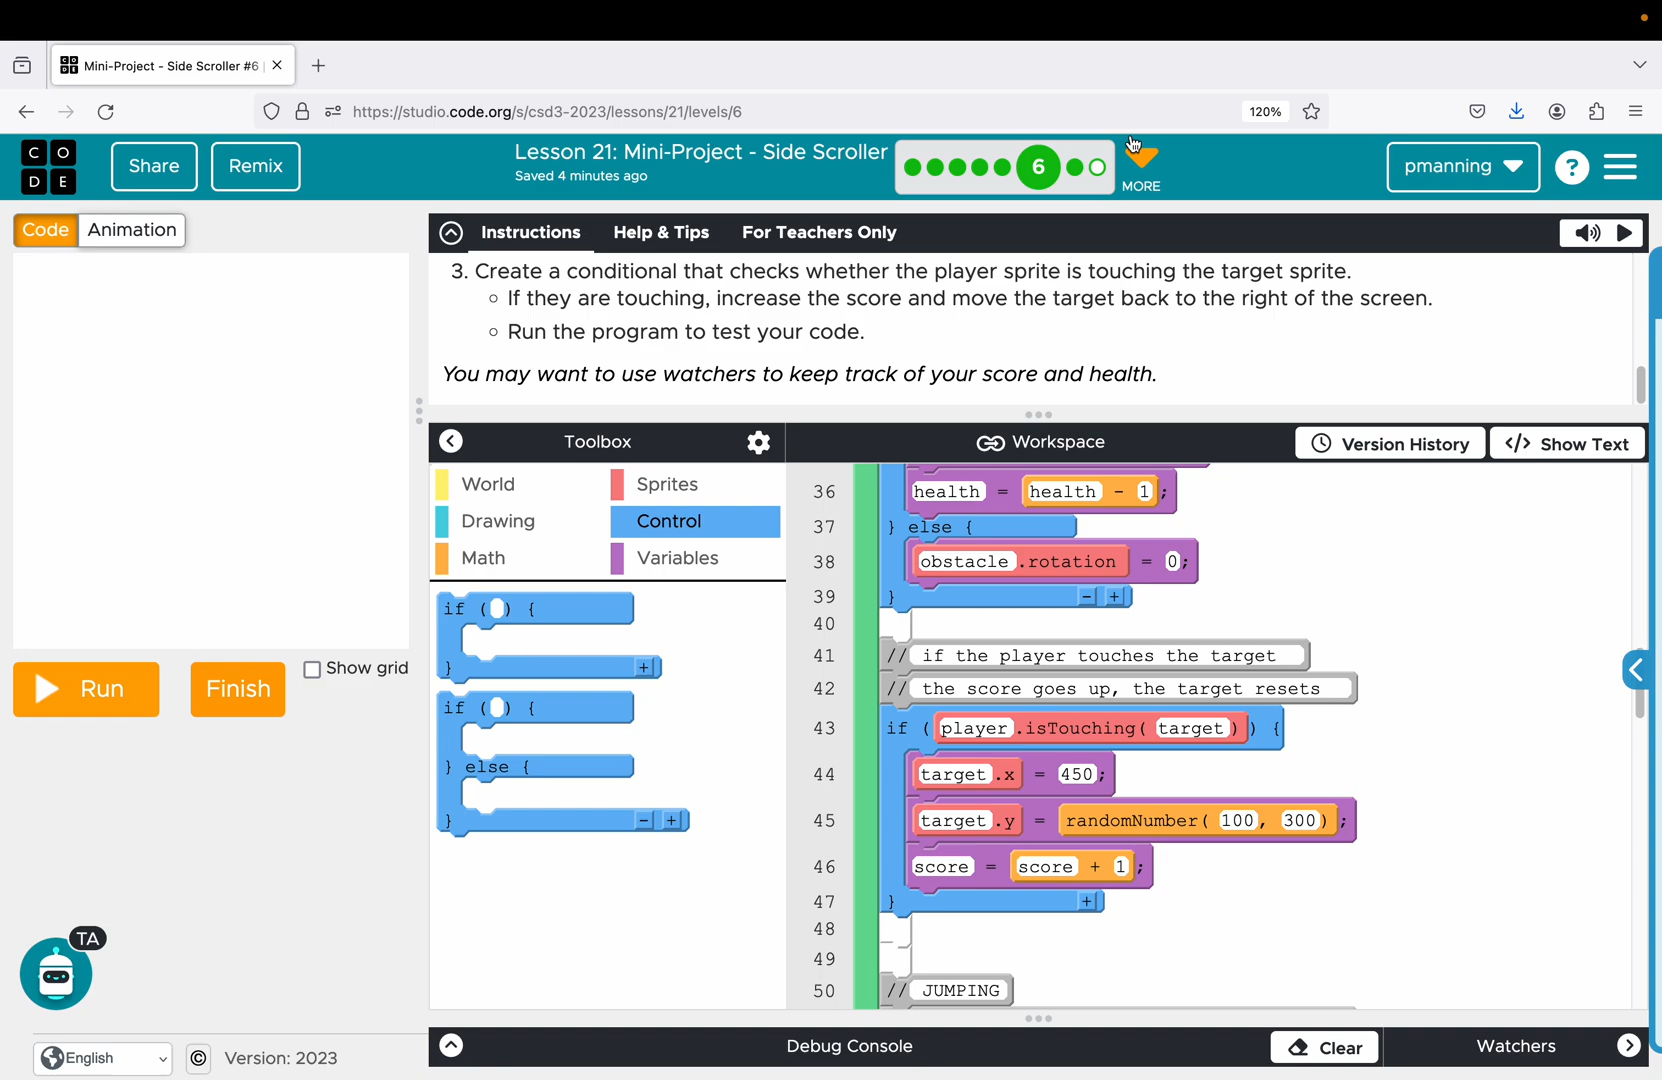 Mini-Project - Side Scroller #6
https://studio.code.org/s/csd3-2023/lessons/21/levels/6
120%
C O
D E
Share
Remix
Lesson 21: Mini-Project - Side Scroller
Saved 4 minutes ago
6
MORE
pmanning
?
Code
Animation
Instructions
Help & Tips
For Teachers Only
3. Create a conditional that checks whether the player sprite is touching the target sprite.
If they are touching, increase the score and move the target back to the right of the screen.
Run the program to test your code.
You may want to use watchers to keep track of your score and health.
Toolbox
Workspace
Version History
</> Show Text
World
Sprites
Drawing
Control
Math
Variables
if ( ) {
} +
if ( ) {
} else {
} - +
36 health = health - 1 ;
37 } else {
38 obstacle .rotation = 0;
39 } - +
40
41 // if the player touches the target
42 // the score goes up, the target resets
43 if ( player .isTouching( target ) ) {
44 target .x = 450;
45 target .y = randomNumber( 100, 300 ) ;
46 score = score + 1 ;
47 } +
48
49
50 // JUMPING
Run
Finish
Show grid
TA
English
©
Version: 2023
Debug Console
Clear
Watchers